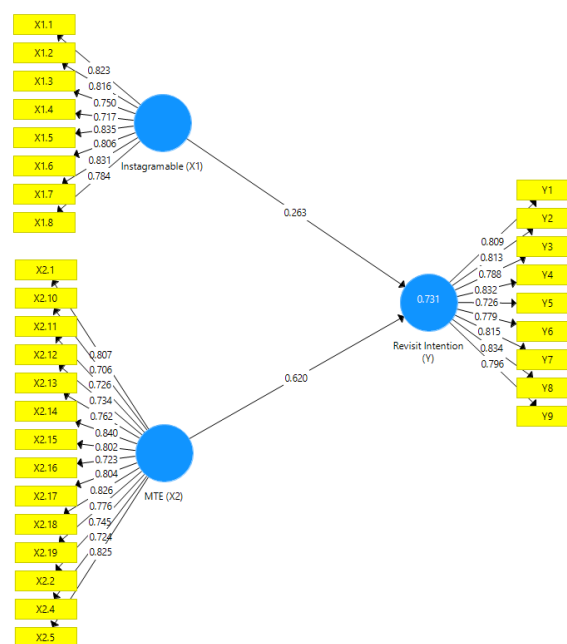 X1.1
X1.2
X1.3
X1.4
X1.5
X1.6
X1.7
X1.8
0.823
0.816
0.750
0.717
0.835
0.806
0.831
0.784
Instagramable (X1)
0.263
X2.1
X2.10
X2.11
X2.12
X2.13
X2.14
X2.15
X2.16
X2.17
X2.18
X2.19
X2.2
X2.4
X2.5
0.807
0.706
0.726
0.734
0.762
0.840
0.802
0.723
0.804
0.826
0.776
0.745
0.724
0.825
MTE (X2)
0.620
0.731
Revisit Intention
(Y)
0.809
0.813
0.788
0.832
0.726
0.779
0.815
0.834
0.796
Y1
Y2
Y3
Y4
Y5
Y6
Y7
Y8
Y9